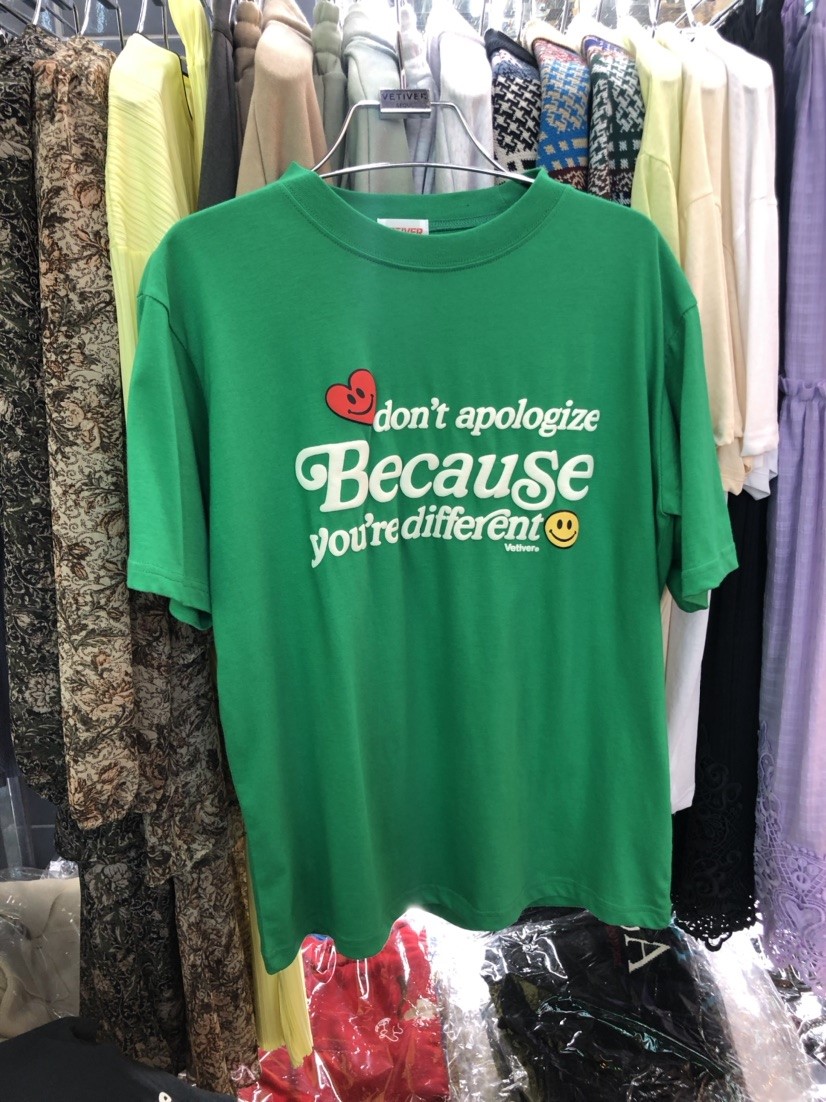 VETIVER
don't apologize
Because
you're different
Vetiver®